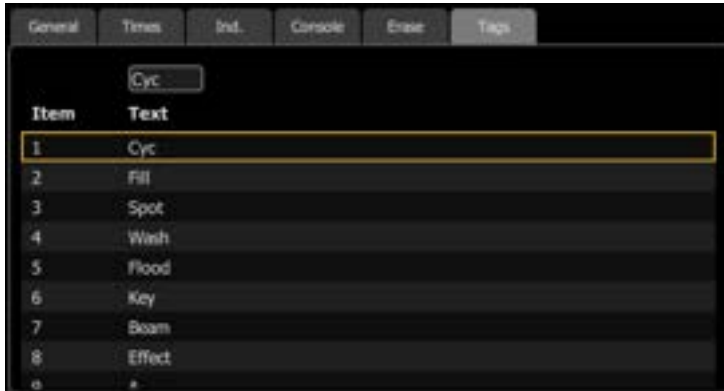 General Times Ind. Console Erase Tags
Cyc
Item Text
1 Cyc
2 Fill
3 Spot
4 Wash
5 Flood
6 Key
7 Beam
8 Effect